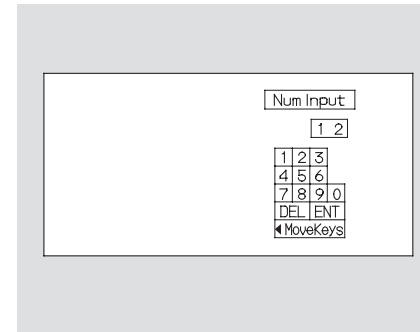 Num Input
1 2
1 2 3
4 5 6
7 8 9 0
DEL ENT
◀MoveKeys